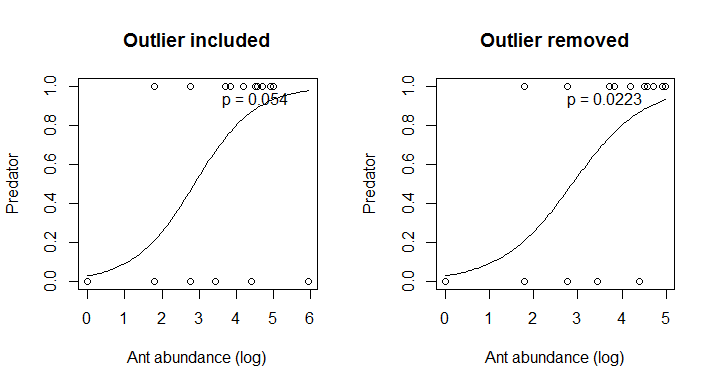 Outlier included
Predator
1.0
0.8
0.6
0.4
0.2
0.0
p = 0.054
0 1 2 3 4 5 6
Ant abundance (log)
Outlier removed
Predator
1.0
0.8
0.6
0.4
0.2
0.0
p = 0.0223
0 1 2 3 4 5
Ant abundance (log)